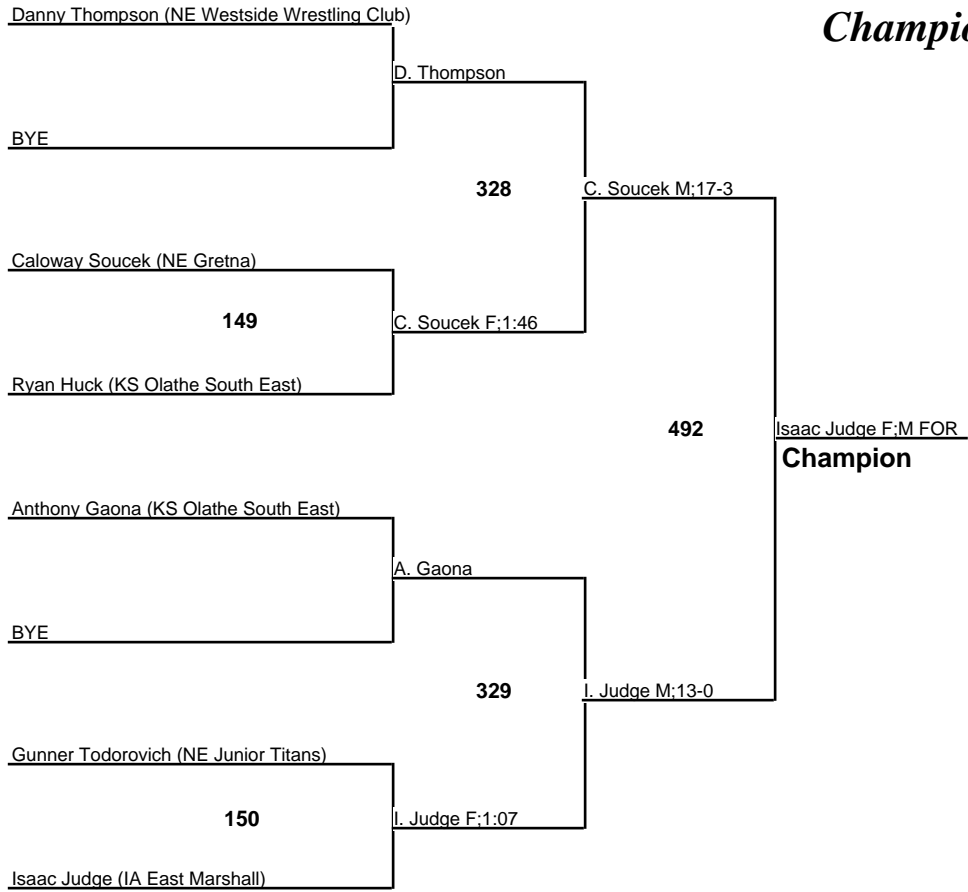 Danny Thompson (NE Westside Wrestling Club)
Champio
D. Thompson
BYE
328
C. Soucek M;17-3
Caloway Soucek (NE Gretna)
149
C. Soucek F;1:46
Ryan Huck (KS Olathe South East)
492
Isaac Judge F;M FOR
Champion
Anthony Gaona (KS Olathe South East)
A. Gaona
BYE
329
I. Judge M;13-0
Gunner Todorovich (NE Junior Titans)
150
I. Judge F;1:07
Isaac Judge (IA East Marshall)